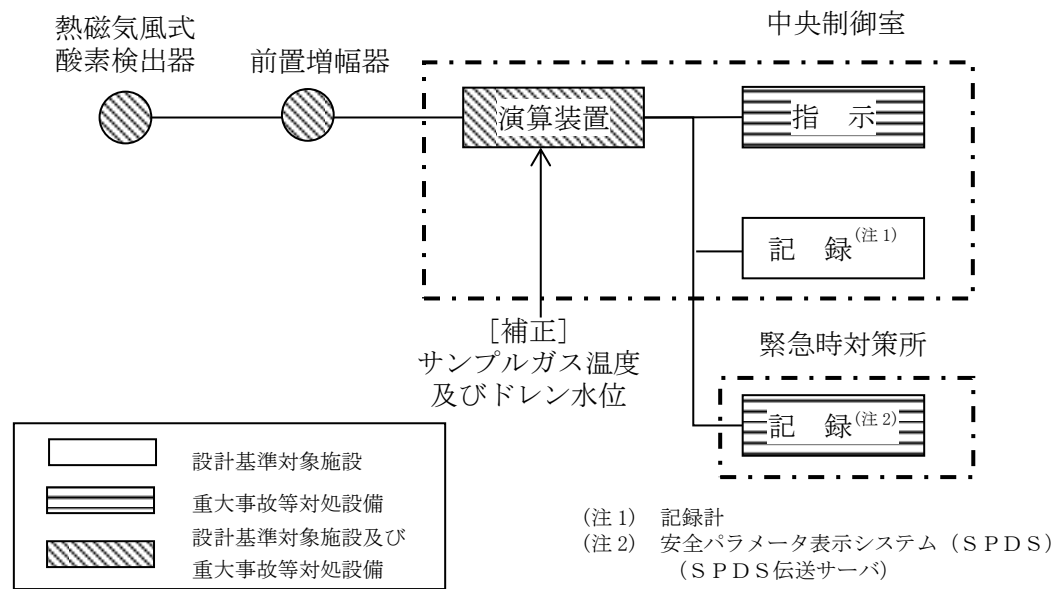 熱磁気風式
酸素検出器
前置増幅器
中央制御室
演算装置
指　示
記　録(注1)
[補正]
サンプルガス温度
及びドレン水位
緊急時対策所
記　録(注2)
設計基準対象施設
重大事故等対処設備
設計基準対象施設及び
重大事故等対処設備
(注1)　記録計
(注2)　安全パラメータ表示システム（ＳＰＤＳ）
（ＳＰＤＳ伝送サーバ）